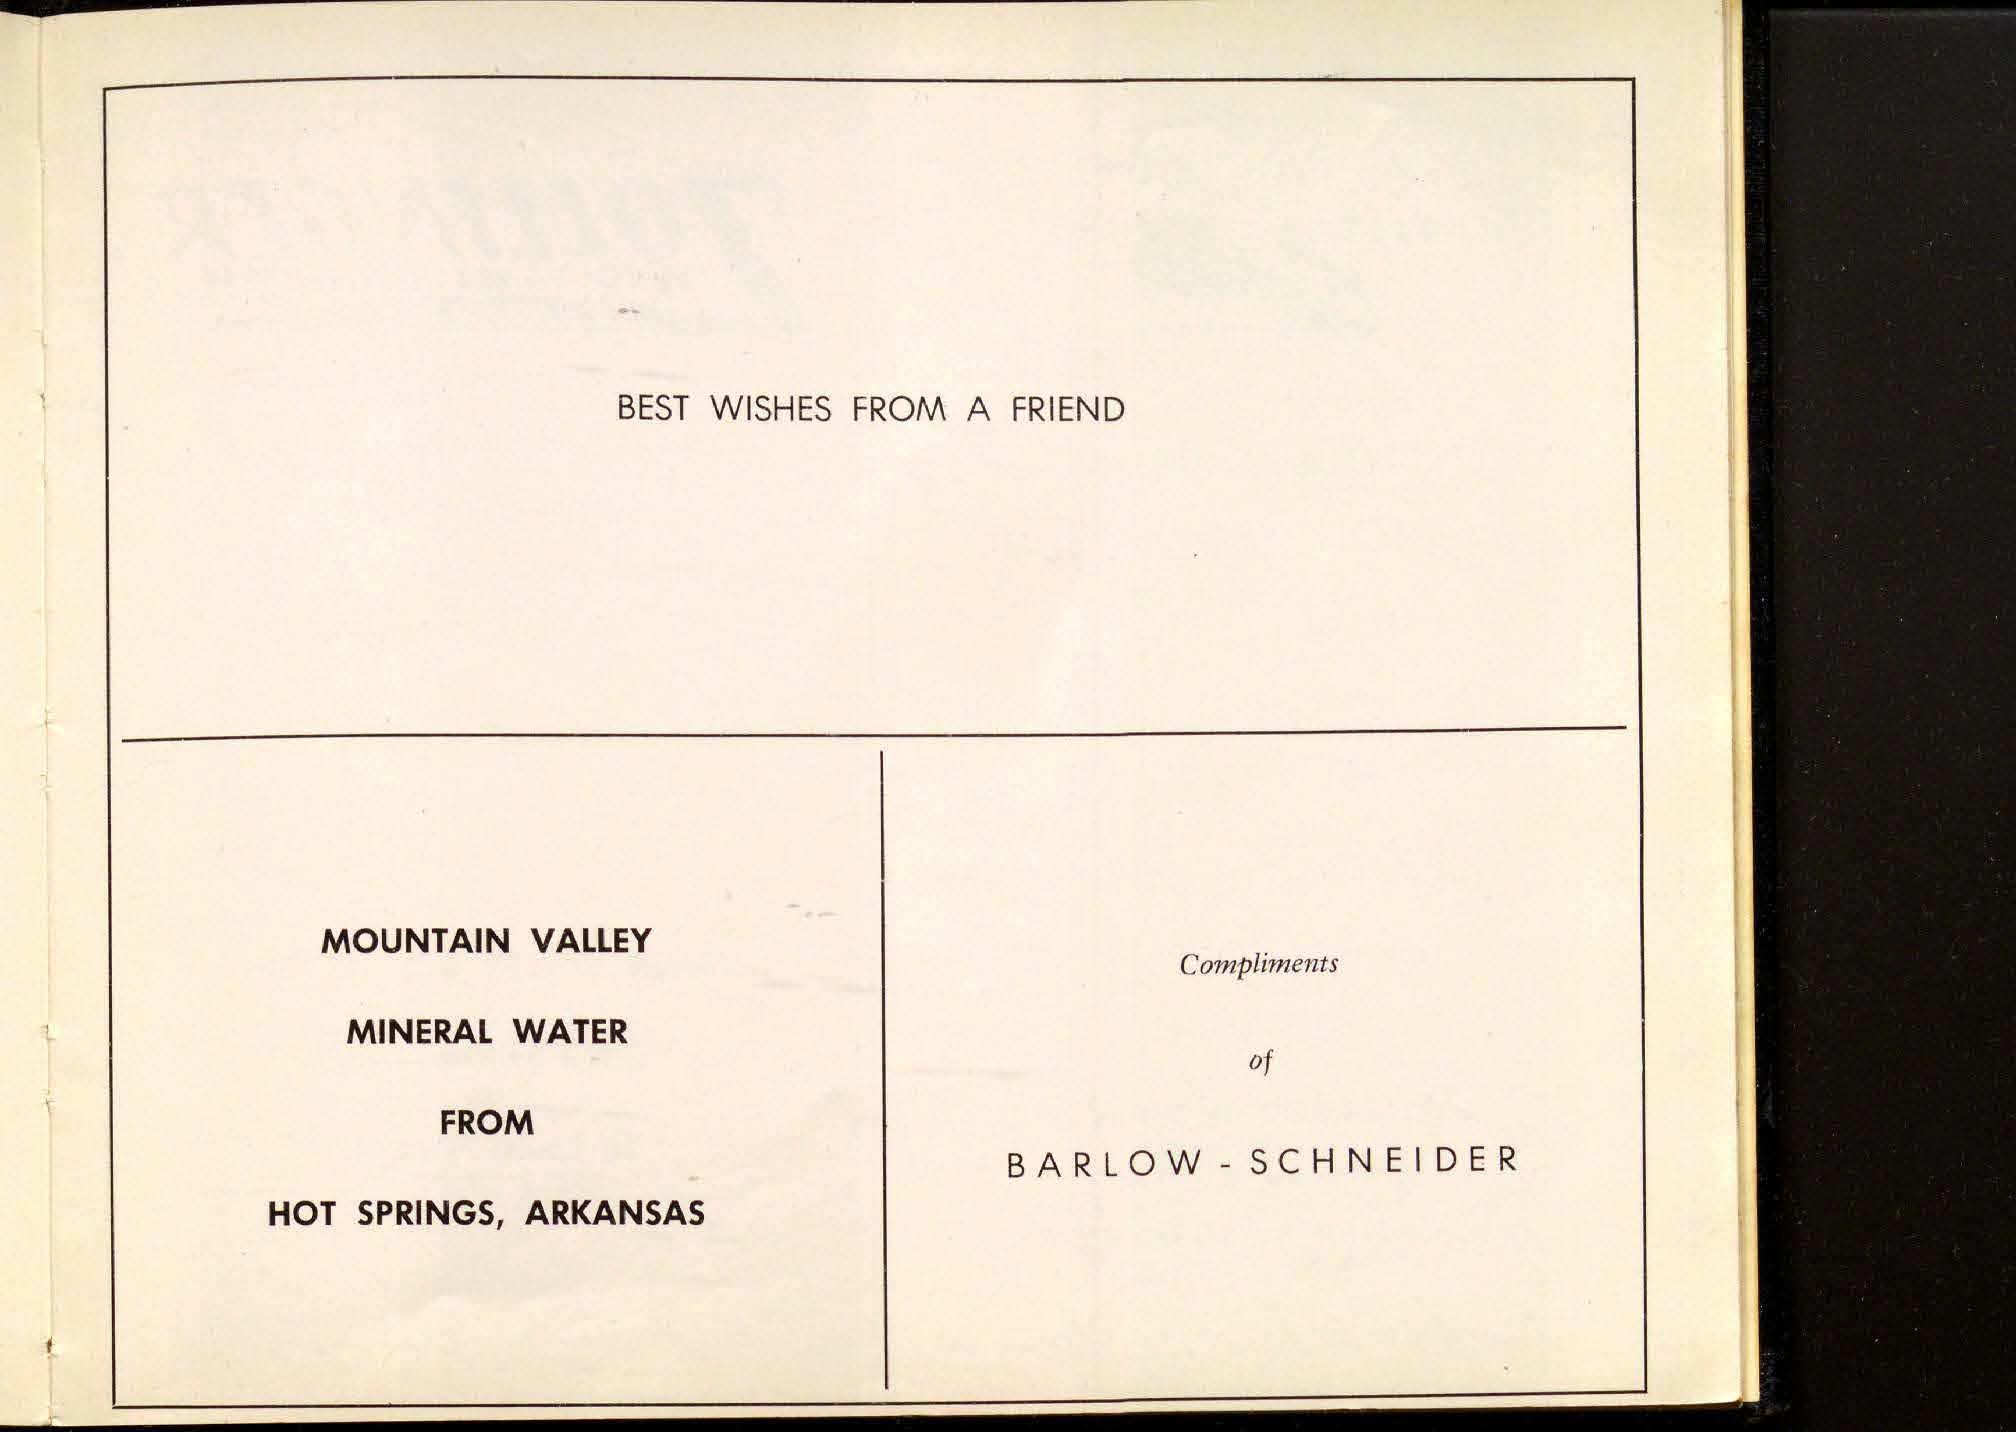 BEST WISHES FROM A FRIEND
MOUNTAIN VALLEY
MINERAL WATER
FROM
HOT SPRINGS, ARKANSAS
Compliments
of
BARLOW - SCHNEIDER